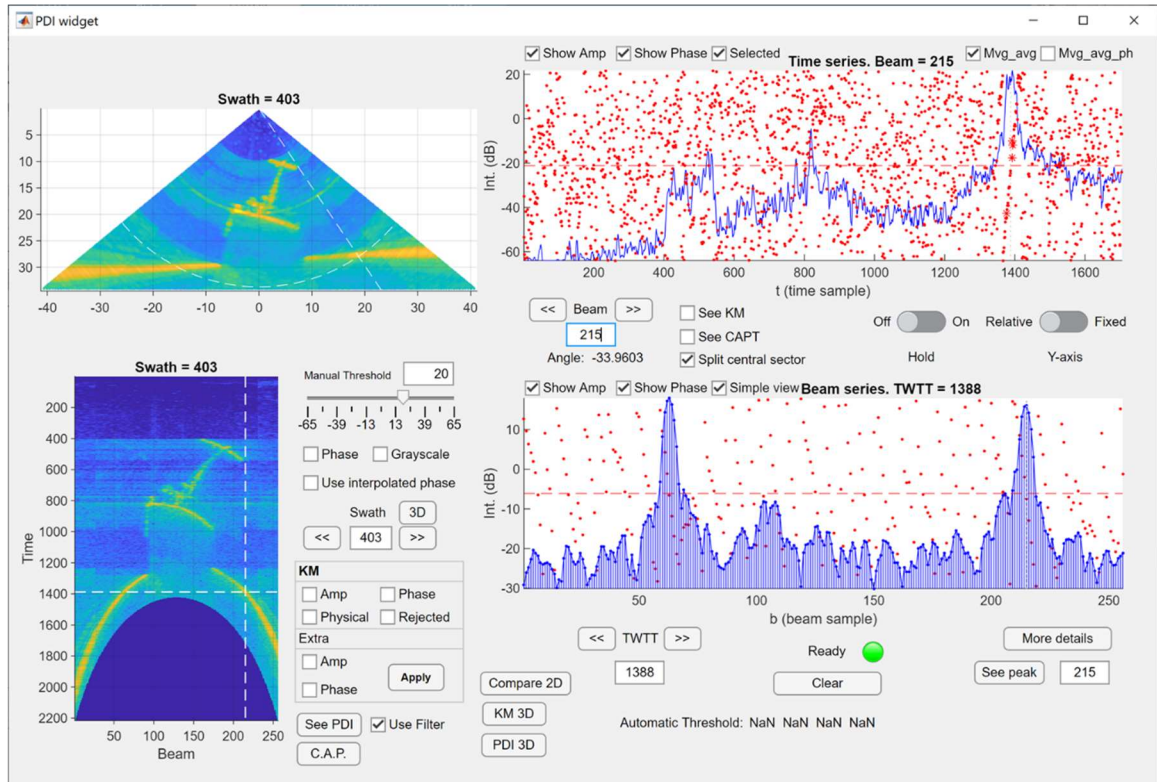 PDI widget
Swath = 403
5
10
15
20
25
30
-40 -30 -20 -10 0 10 20 30 40
Show Amp Show Phase Selected Time series. Beam = 215 Mvg_avg Mvg_avg_ph
20
0
-20
-40
-60
Int. (dB)
200 400 600 800 1000 1200 1400 1600
t (time sample)
<< Beam >>
215
Angle: -33.9603
See KM
See CAPT
Split central sector
Off On Relative Fixed
Hold Y-axis
Swath = 403
200
400
600
800
1000
1200
1400
1600
1800
2000
2200
Time
50 100 150 200 250
Beam
Manual Threshold 20
-65 -39 -13 13 39 65
Phase Grayscale
Use interpolated phase
Swath 3D
<< 403 >>
KM
Amp Phase
Physical Rejected
Extra
Amp
Phase
Apply
See PDI Use Filter
C.A.P.
Show Amp Show Phase Simple view Beam series. TWTT = 1388
10
0
-10
-20
-30
Int. (dB)
50 100 150 200 250
b (beam sample)
<< TWTT >>
1388
Ready
Clear
More details
See peak 215
Compare 2D
KM 3D
PDI 3D
Automatic Threshold: NaN NaN NaN NaN